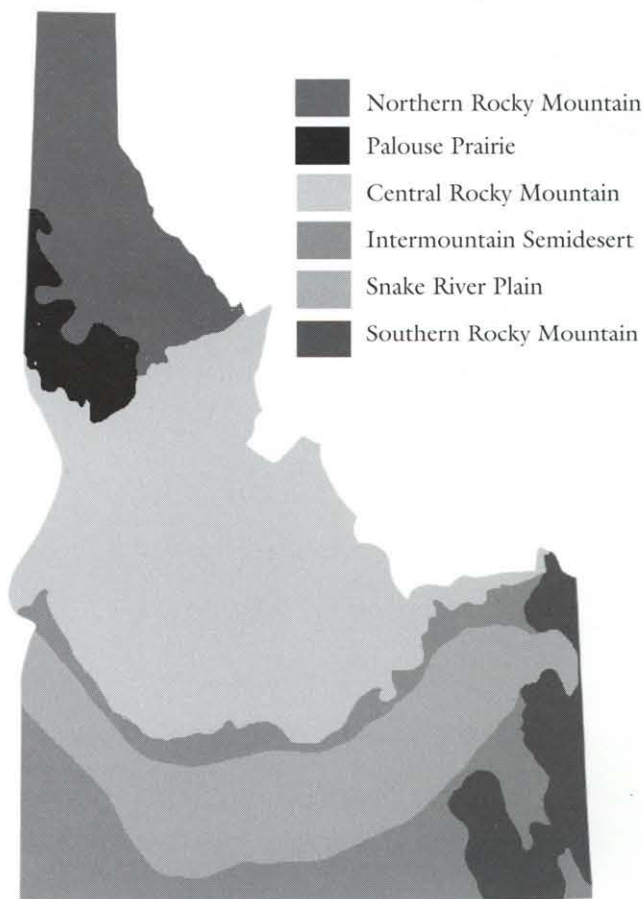 Northern Rocky Mountain
Palouse Prairie
Central Rocky Mountain
Intermountain Semidesert
Snake River Plain
Southern Rocky Mountain